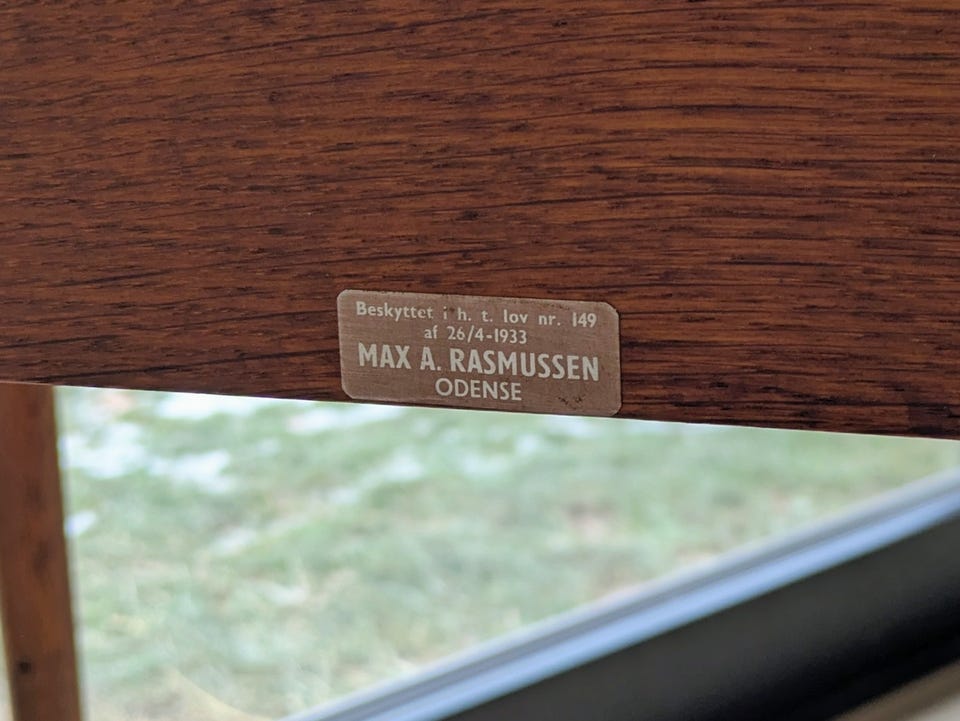 Beskyttet i h. t. lov nr. 149
af 26/4-1933
MAX A. RASMUSSEN
ODENSE